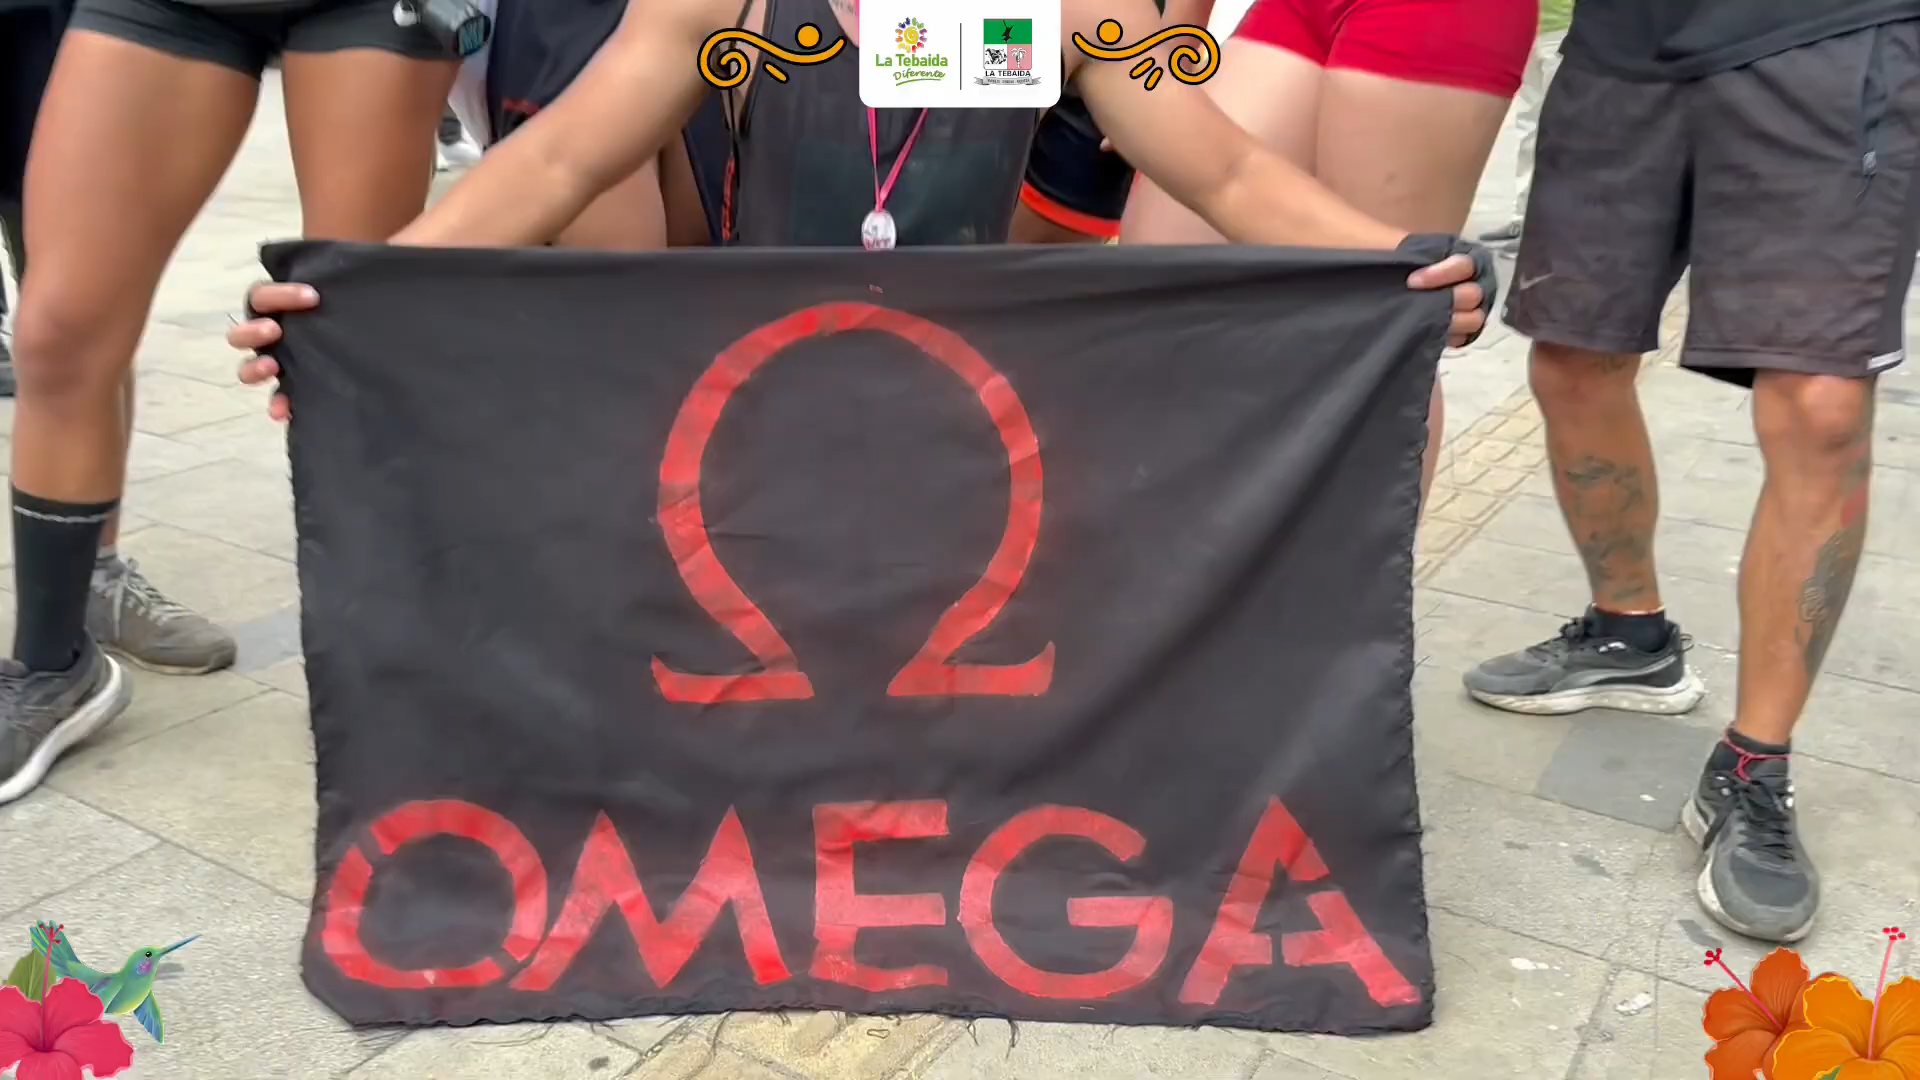 La Tebaida
Diferente
LA TEBAIDA
Ω
OMEGA